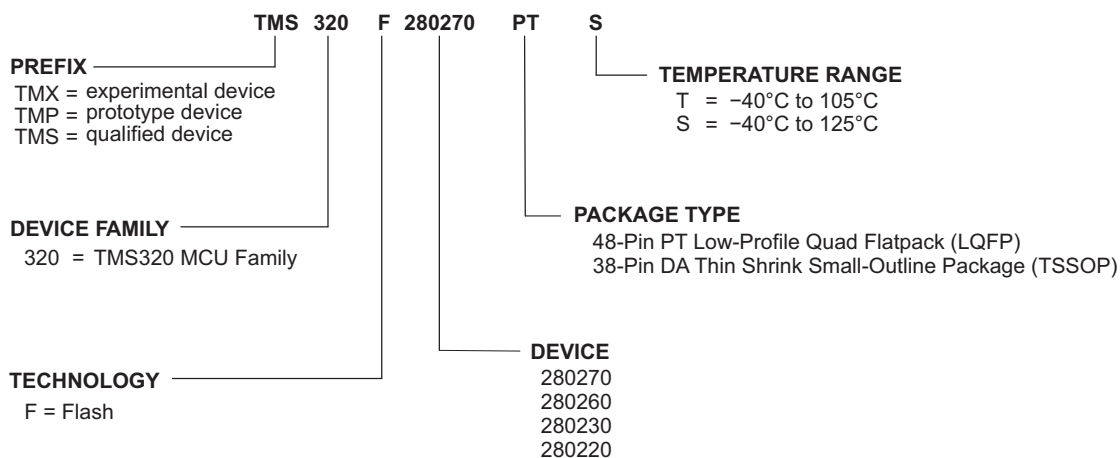 TMS 320 F 280270 PT S
PREFIX
TMX = experimental device
TMP = prototype device
TMS = qualified device
TEMPERATURE RANGE
T = −40°C to 105°C
S = −40°C to 125°C
DEVICE FAMILY
320 = TMS320 MCU Family
PACKAGE TYPE
48-Pin PT Low-Profile Quad Flatpack (LQFP)
38-Pin DA Thin Shrink Small-Outline Package (TSSOP)
TECHNOLOGY
F = Flash
DEVICE
280270
280260
280230
280220